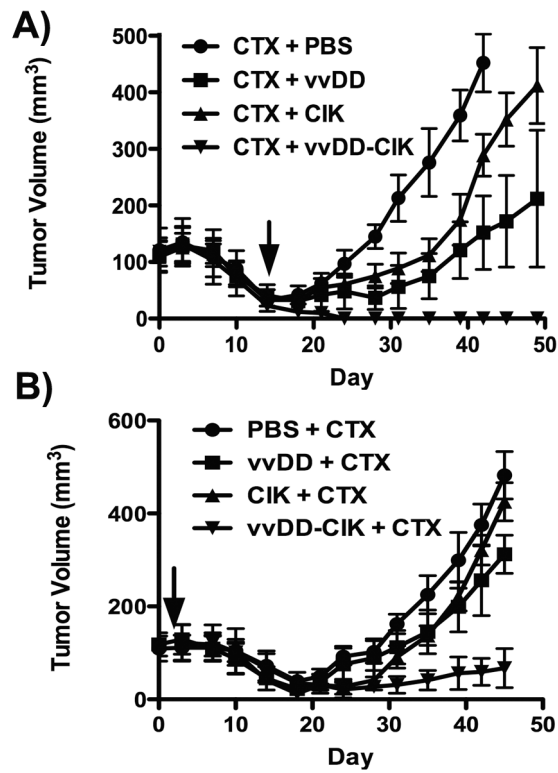 A)
500
400
300
200
100
0
Tumor Volume (mm³)
CTX + PBS
CTX + vvDD
CTX + CIK
CTX + vvDD-CIK
0 10 20 30 40 50
Day
B)
600
400
200
0
Tumor Volume (mm³)
PBS + CTX
vvDD + CTX
CIK + CTX
vvDD-CIK + CTX
0 10 20 30 40 50
Day